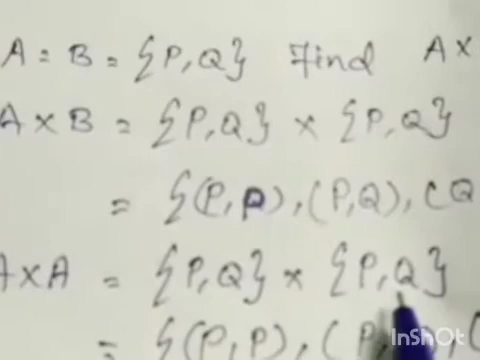 A = B = {P,Q} Find A×
A × B = {P,Q} × {P,Q}
= {(P,P),(P,Q),(Q
A×A = {P,Q} × {P,Q}
= {(P,P),(P
InShOt